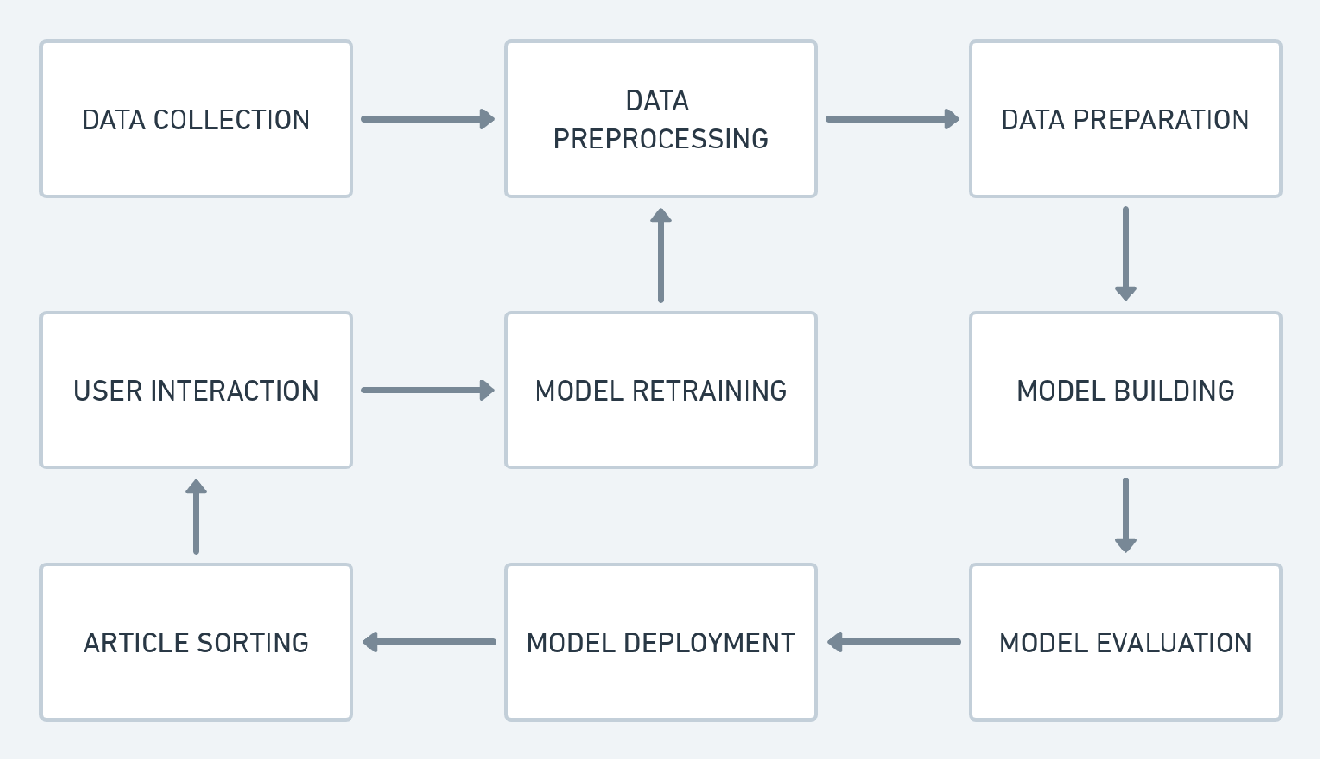 DATA COLLECTION
DATA
PREPROCESSING
DATA PREPARATION
USER INTERACTION
MODEL RETRAINING
MODEL BUILDING
ARTICLE SORTING
MODEL DEPLOYMENT
MODEL EVALUATION